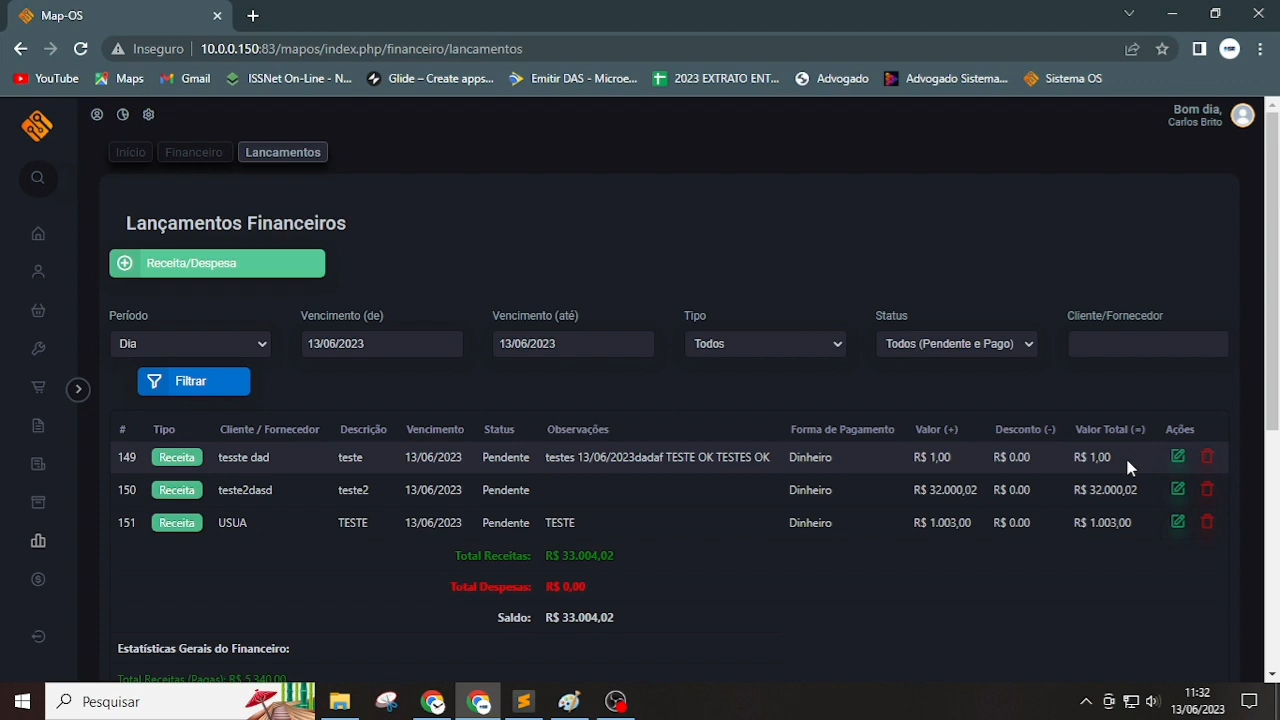 Map-OS
Inseguro 10.0.0.150:83/mapos/index.php/financeiro/lancamentos
YouTube Maps Gmail ISSNet On-Line - N... Glide – Create apps... Emitir DAS - Microe... 2023 EXTRATO ENT... Advogado Advogado Sistema... Sistema OS
Bom dia,
Carlos Brito
Início Financeiro Lancamentos
Lançamentos Financeiros
Receita/Despesa
Período Vencimento (de) Vencimento (até) Tipo Status Cliente/Fornecedor
Dia 13/06/2023 13/06/2023 Todos Todos (Pendente e Pago)
Filtrar
# Tipo Cliente / Fornecedor Descrição Vencimento Status Observações Forma de Pagamento Valor (+) Desconto (-) Valor Total (=) Ações
149 Receita tesste dad teste 13/06/2023 Pendente testes 13/06/2023dadaf TESTE OK TESTES OK Dinheiro R$ 1,00 R$ 0.00 R$ 1,00
150 Receita teste2dasd teste2 13/06/2023 Pendente Dinheiro R$ 32.000,02 R$ 0.00 R$ 32.000,02
151 Receita USUA TESTE 13/06/2023 Pendente TESTE Dinheiro R$ 1.003,00 R$ 0.00 R$ 1.003,00
Total Receitas: R$ 33.004,02
Total Despesas: R$ 0,00
Saldo: R$ 33.004,02
Estatísticas Gerais do Financeiro:
Total Receitas (Pagas): R$ 5.340,00
Pesquisar
11:32
13/06/2023